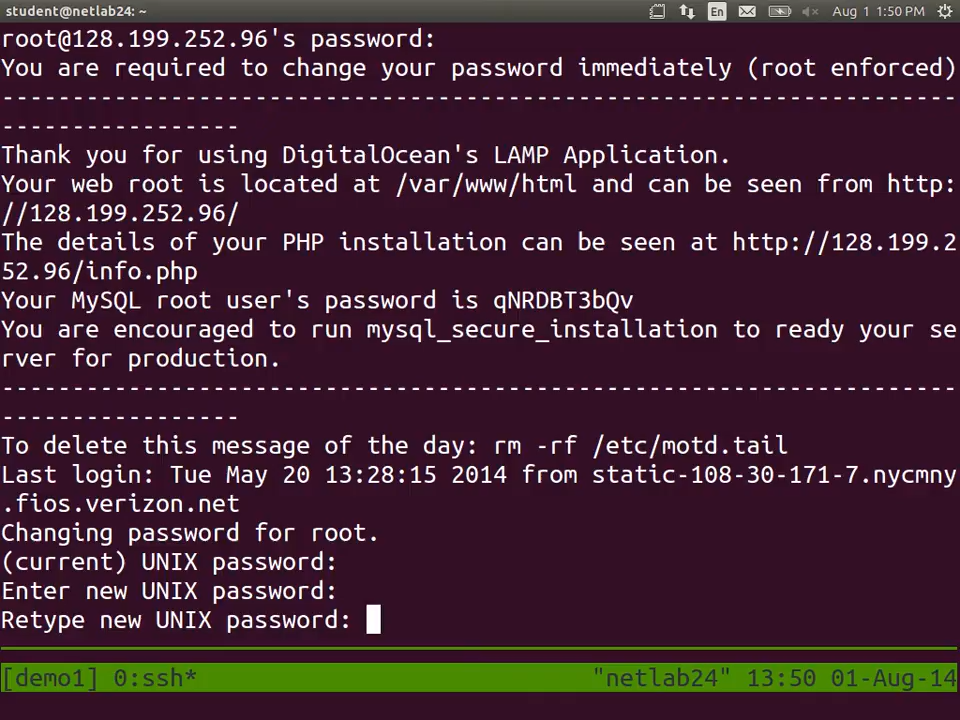 student@netlab24: ~
En
Aug 1 1:50 PM
root@128.199.252.96's password:
You are required to change your password immediately (root enforced)
--------------------------------------------------------------------
-----------------
Thank you for using DigitalOcean's LAMP Application.
Your web root is located at /var/www/html and can be seen from http:
//128.199.252.96/
The details of your PHP installation can be seen at http://128.199.2
52.96/info.php
Your MySQL root user's password is qNRDBT3bQv
You are encouraged to run mysql_secure_installation to ready your se
rver for production.
--------------------------------------------------------------------
-----------------
To delete this message of the day: rm -rf /etc/motd.tail
Last login: Tue May 20 13:28:15 2014 from static-108-30-171-7.nycmny
.fios.verizon.net
Changing password for root.
(current) UNIX password:
Enter new UNIX password:
Retype new UNIX password:
[demo1] 0:ssh* "netlab24" 13:50 01-Aug-14